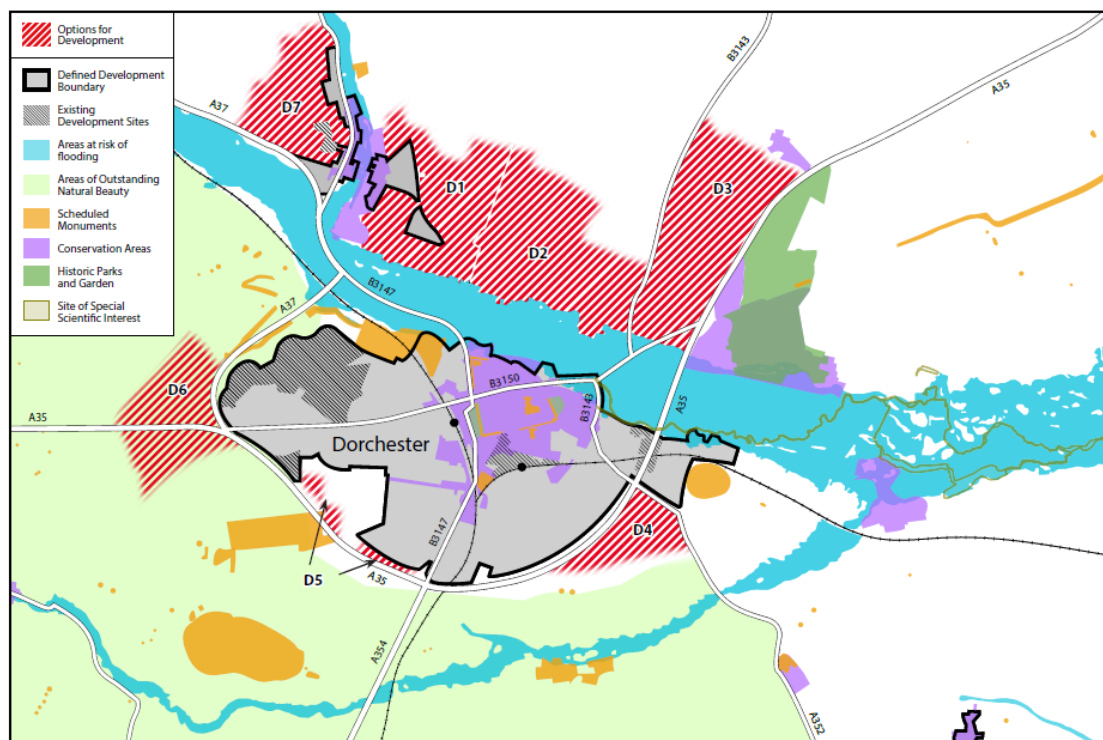 Options for
Development
Defined Development
Boundary
Existing
Development Sites
Areas at risk of
flooding
Areas of Outstanding
Natural Beauty
Scheduled
Monuments
Conservation Areas
Historic Parks
and Garden
Site of Special
Scientific Interest
A37
D7
B3143
A35
D1
D3
D2
B3147
A37
D6
A35
B3150
B3143
A35
Dorchester
B3147
D4
D5
A35
A354
A352